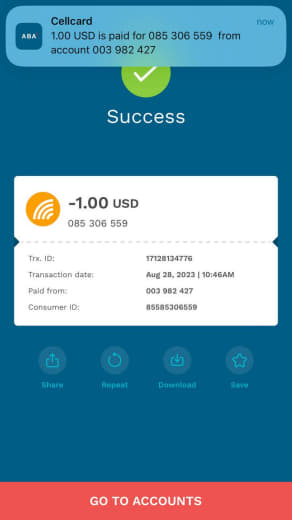 Cellcard
now
ABA
1.00 USD is paid for 085 306 559 from
account 003 982 427
Success
-1.00 USD
085 306 559
Trx. ID: 17128134776
Transaction date: Aug 28, 2023 | 10:46AM
Paid from: 003 982 427
Consumer ID: 85585306559
Share Repeat Download Save
GO TO ACCOUNTS